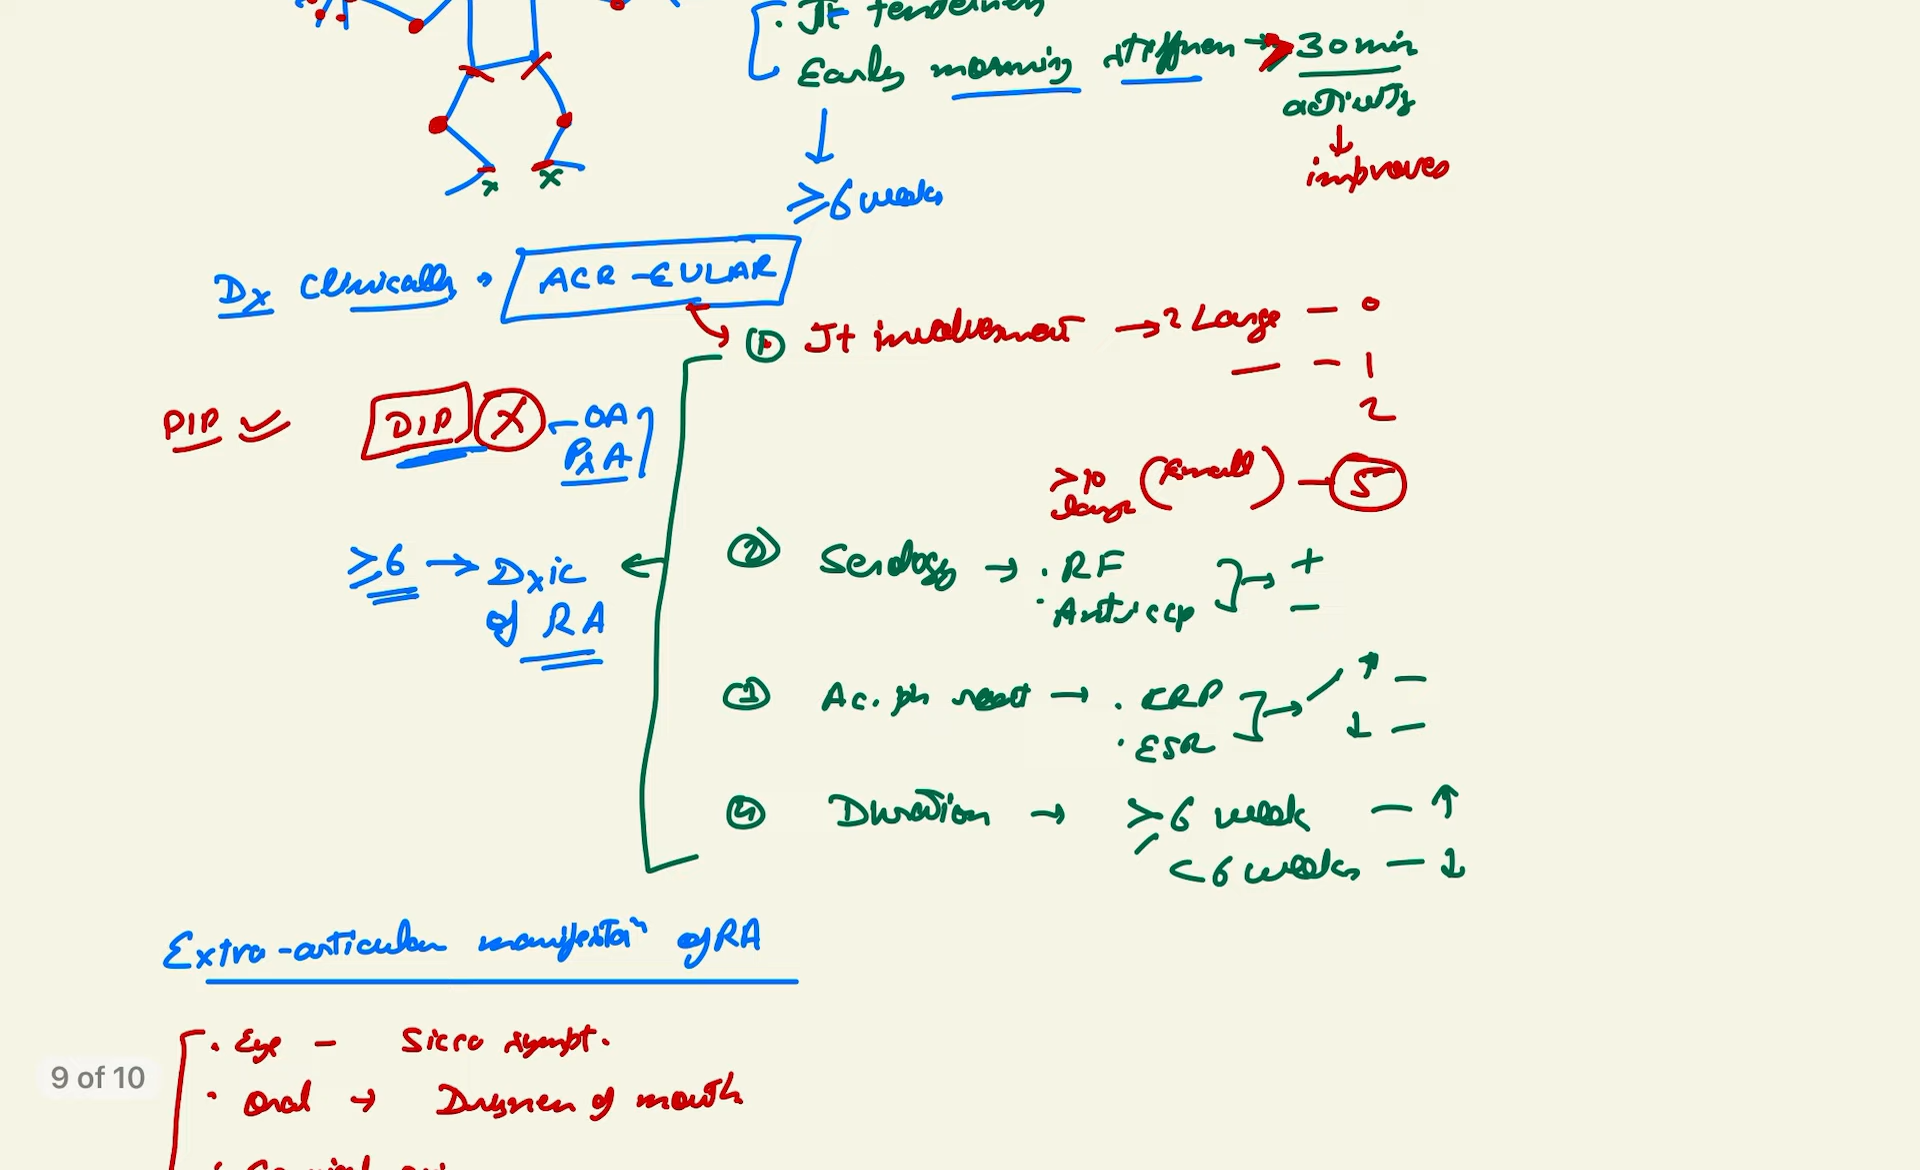 · Jt tenderness
Early morning stiffness → > 30 min
activity
↓
improves
↓
≥6 weeks
x x
Dx Clinically → ACR-EULAR
① Jt involvement → 2 Large — 0
— — 1
2
PIP ✓ DIP X — OA
PsA
>10 (small) — 5
large
② Serology → · RF } → +
· Anti ccp —
≥6 → Dxic ←
of RA
③ Ac. ph react → · CRP } → ↑ —
· ESR ↓ —
④ Duration → ≥6 week — ↑
<6 weeks — ↓
Extra-articular manifestaⁿ of RA
· Eye — Sicca sympt.
· Oral → Dryness of mouth
9 of 10